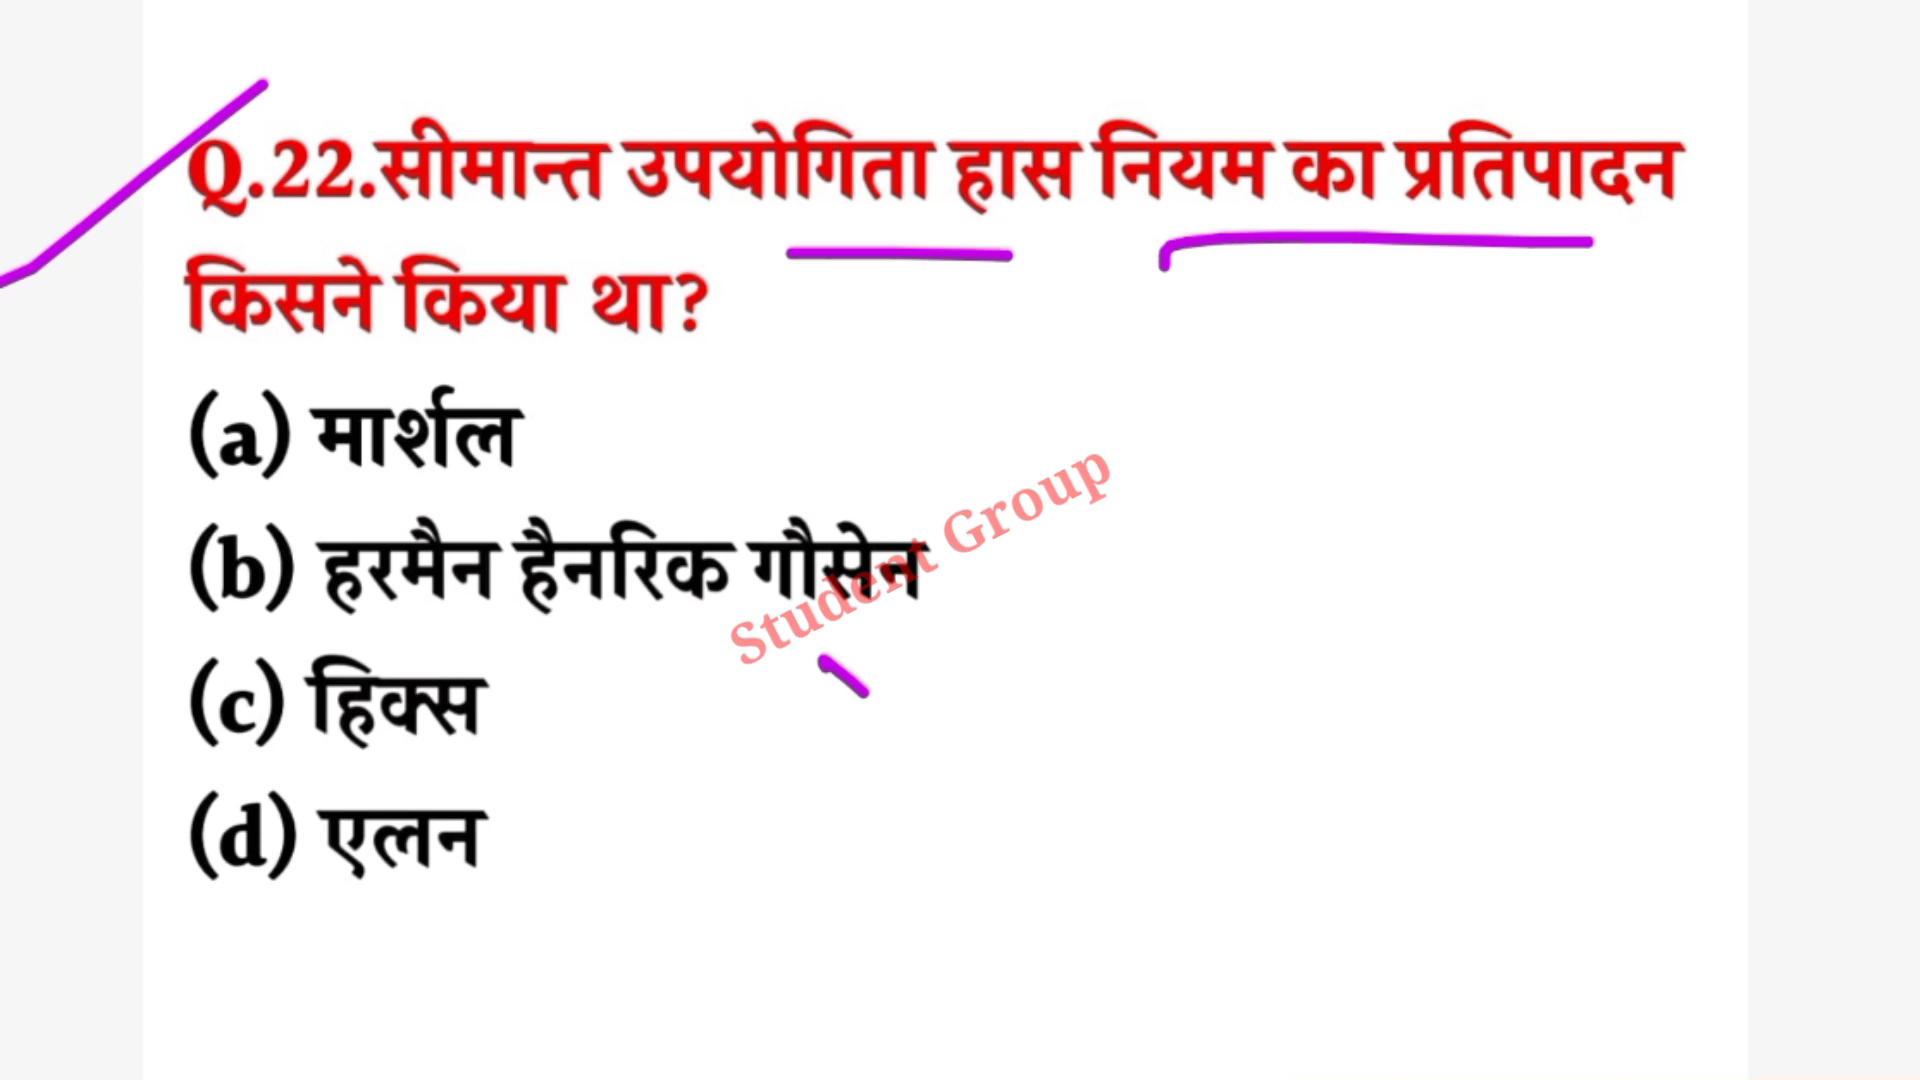 Q.22.सीमान्त उपयोगिता हास नियम का प्रतिपादन
किसने किया था?
(a) मार्शल
(b) हरमैन हैनरिक गौसेन
Student Group
(c) हिक्स
(d) एलन